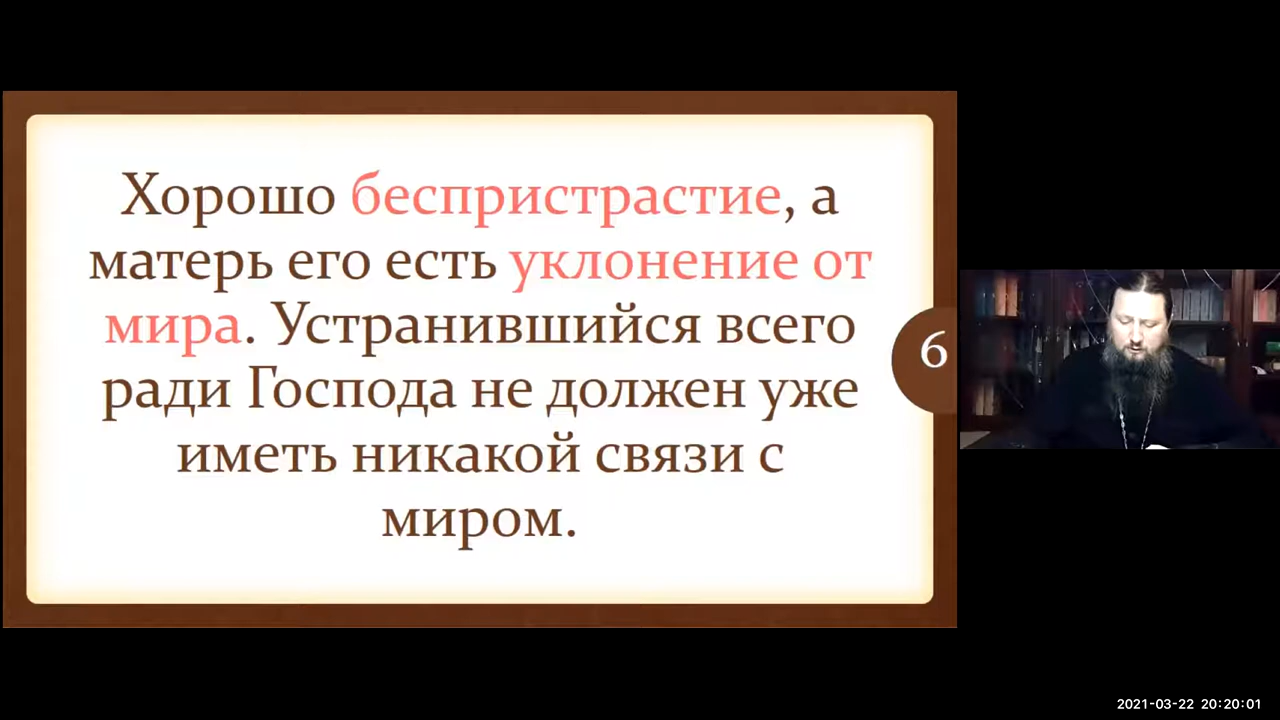 Хорошо беспристрастие, а
матерь его есть уклонение от
мира. Устранившийся всего
ради Господа не должен уже
иметь никакой связи с
миром.
6
2021-03-22 20:20:01